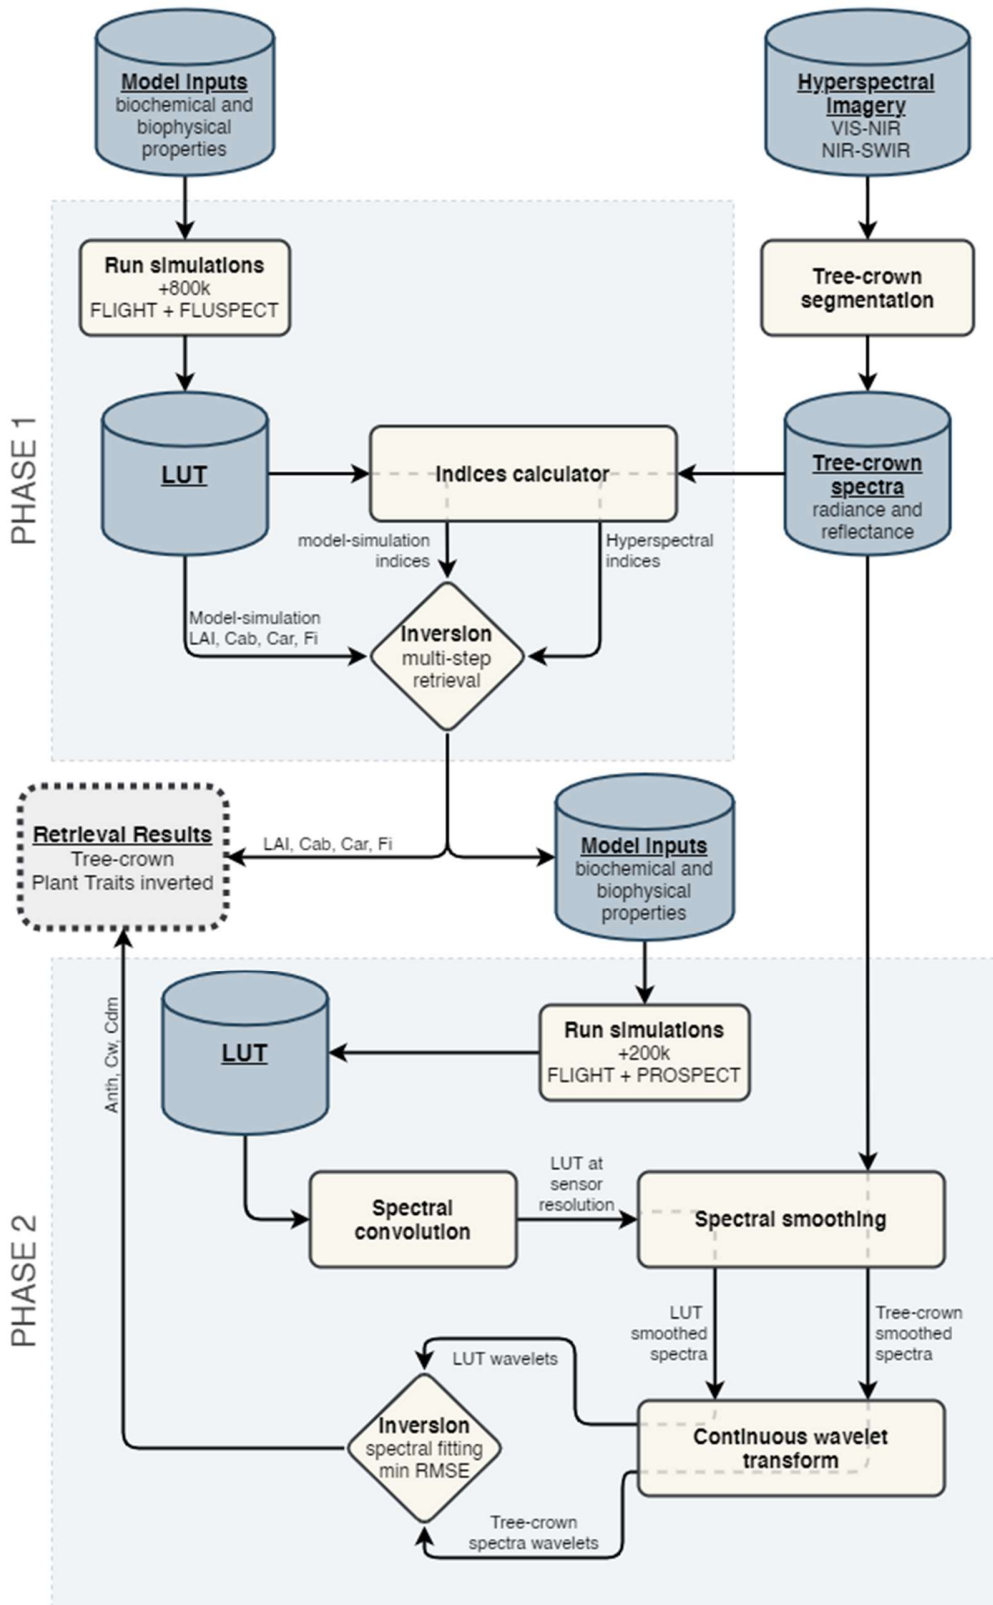 Model Inputs
biochemical and
biophysical
properties
Hyperspectral
Imagery
VIS-NIR
NIR-SWIR
PHASE 1
Run simulations
+800k
FLIGHT + FLUSPECT
Tree-crown
segmentation
LUT
Indices calculator
Tree-crown
spectra
radiance and
reflectance
model-simulation
indices
Hyperspectral
indices
Model-simulation
LAI, Cab, Car, Fi
Inversion
multi-step
retrieval
Retrieval Results
Tree-crown
Plant Traits inverted
LAI, Cab, Car, Fi
Model Inputs
biochemical and
biophysical
properties
PHASE 2
Anth, Cw, Cdm
LUT
Run simulations
+200k
FLIGHT + PROSPECT
Spectral
convolution
LUT at
sensor
resolution
Spectral smoothing
LUT
smoothed
spectra
Tree-crown
smoothed
spectra
LUT wavelets
Inversion
spectral fitting
min RMSE
Continuous wavelet
transform
Tree-crown
spectra wavelets